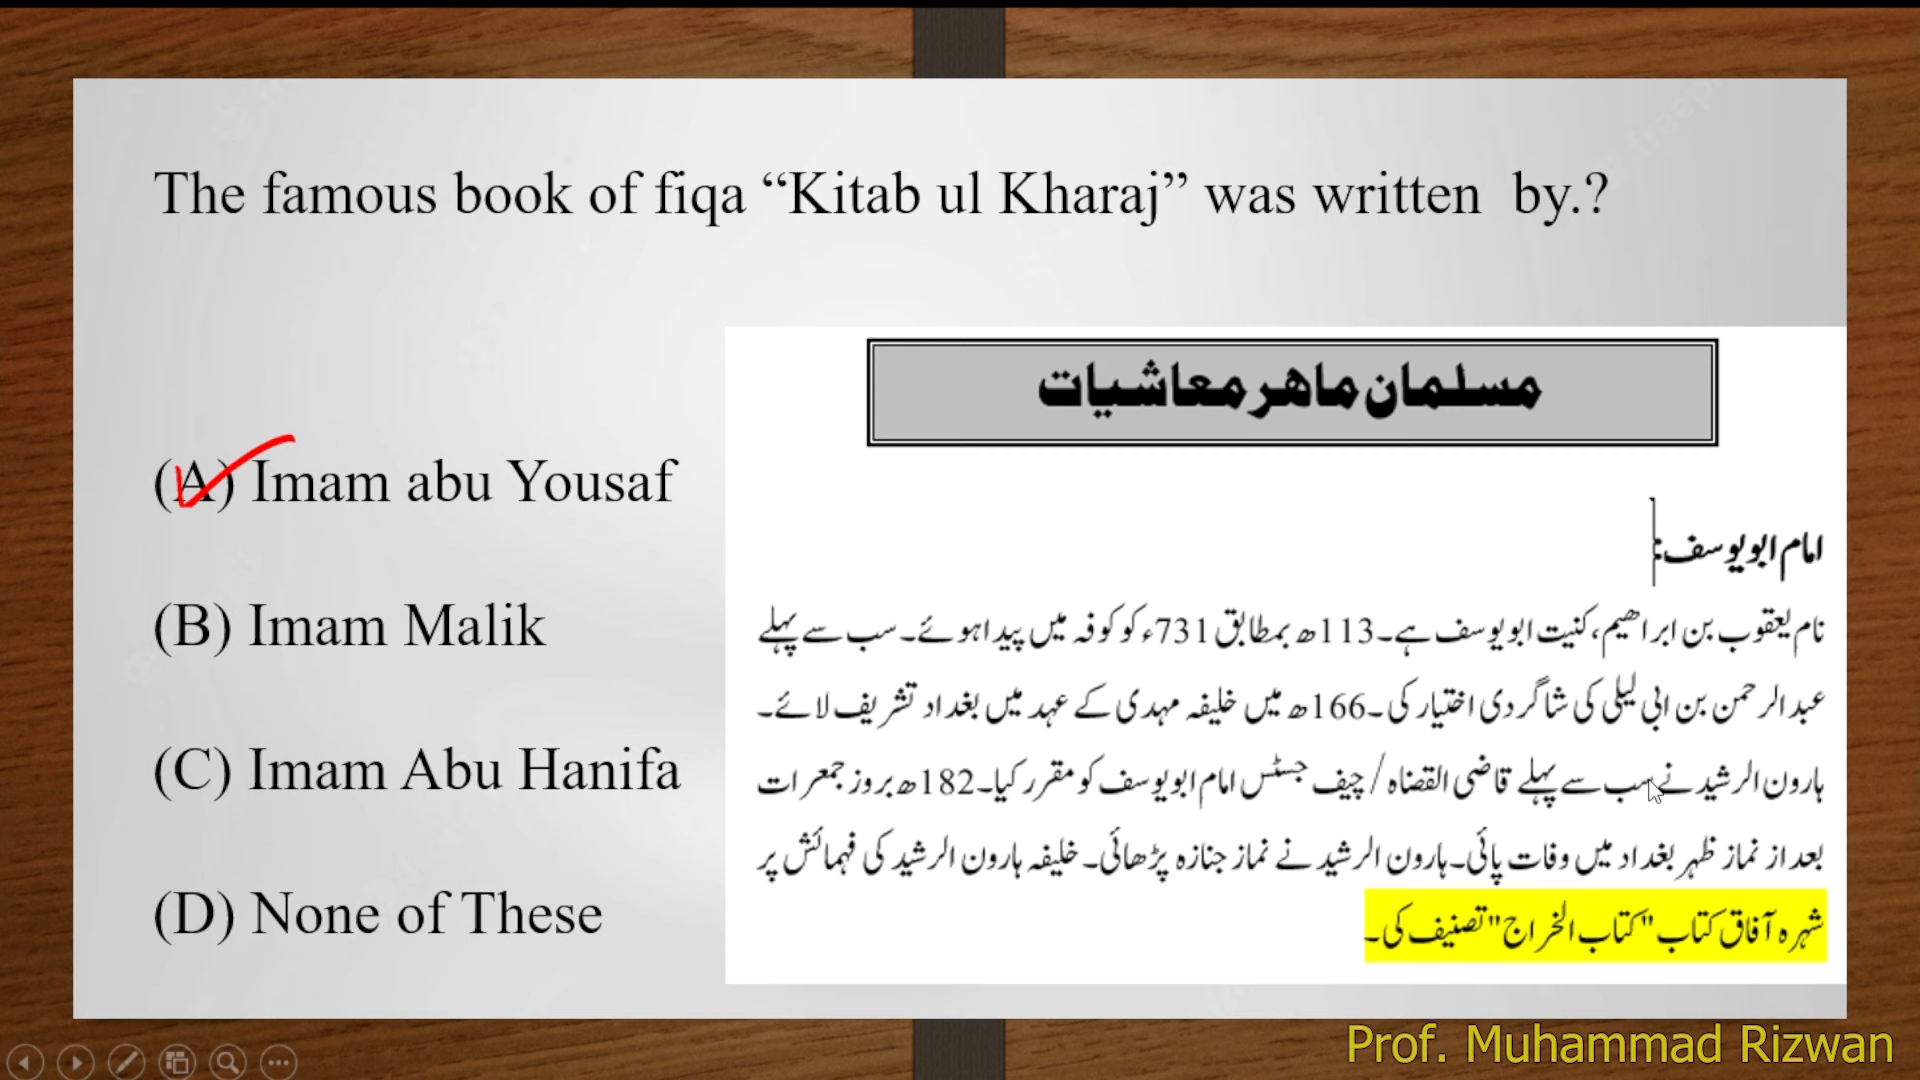 The famous book of fiqa “Kitab ul Kharaj” was written by.?
(A) Imam abu Yousaf
(B) Imam Malik
(C) Imam Abu Hanifa
(D) None of These
مسلمان ماہر معاشیات
امام ابو یوسف:
نام یعقوب بن ابراھیم، کنیت ابو یوسف ہے۔ 113ھ بمطابق 731ء کو کوفہ میں پیدا ہوئے۔ سب سے پہلے
عبد الرحمن بن ابی لیلی کی شاگردی اختیار کی۔ 166ھ میں خلیفہ مہدی کے عہد میں بغداد تشریف لائے۔
ہارون الرشید نے سب سے پہلے قاضی القضاہ / چیف جسٹس امام ابو یوسف کو مقرر کیا۔ 182ھ بروز جمعرات
بعد از نماز ظہر بغداد میں وفات پائی۔ ہارون الرشید نے نماز جنازہ پڑھائی۔ خلیفہ ہارون الرشید کی فہمائش پر
شہرہ آفاق کتاب "کتاب الخراج" تصنیف کی۔
Prof. Muhammad Rizwan